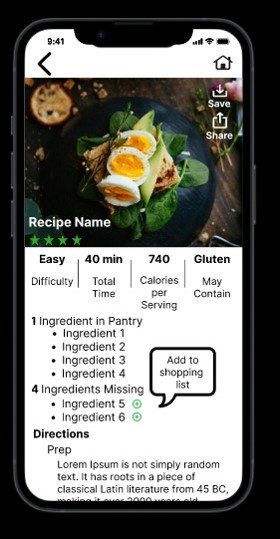 9:41
Save
Share
Recipe Name
Easy 40 min 740 Gluten
Difficulty Total Time Calories per Serving May Contain
1 Ingredient in Pantry
• Ingredient 1
• Ingredient 2
• Ingredient 3
• Ingredient 4
Add to
shopping
list
4 Ingredients Missing
• Ingredient 5
• Ingredient 6
Directions
Prep
Lorem Ipsum is not simply random
text. It has roots in a piece of
classical Latin literature from 45 BC,
making it over 2000 years old